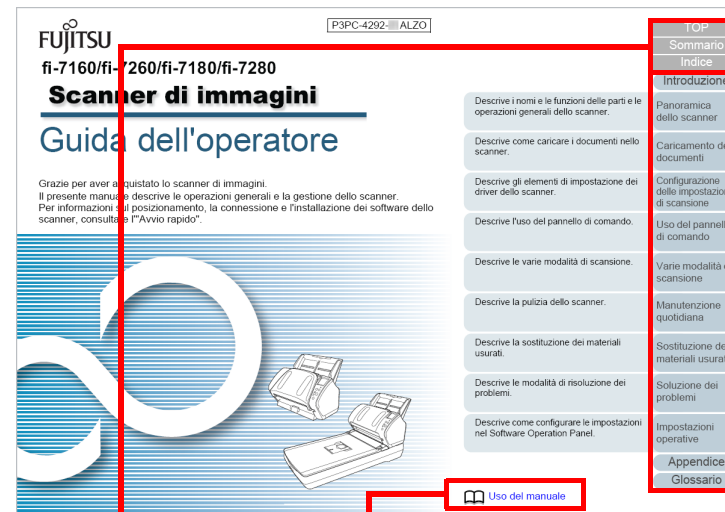 P3PC-4292- ALZO
FUJITSU
fi-7160/fi-7260/fi-7180/fi-7280
Scanner di immagini
Guida dell'operatore
Grazie per aver acquistato lo scanner di immagini.
Il presente manuale descrive le operazioni generali e la gestione dello scanner.
Per informazioni sul posizionamento, la connessione e l'installazione dei software dello
scanner, consultare l'"Avvio rapido".
TOP
Sommario
Indice
Introduzione
Descrive i nomi e le funzioni delle parti e le
operazioni generali dello scanner.
Panoramica
dello scanner
Descrive come caricare i documenti nello
scanner.
Caricamento de
documenti
Descrive gli elementi di impostazione dei
driver dello scanner.
Configurazione
delle impostazio
di scansione
Descrive l'uso del pannello di comando.
Uso del pannell
di comando
Descrive le varie modalità di scansione.
Varie modalità
scansione
Descrive la pulizia dello scanner.
Manutenzione
quotidiana
Descrive la sostituzione dei materiali
usurati.
Sostituzione de
materiali usurat
Descrive le modalità di risoluzione dei
problemi.
Soluzione dei
problemi
Descrive come configurare le impostazioni
nel Software Operation Panel.
Impostazioni
operative
Appendice
Glossario
Uso del manuale